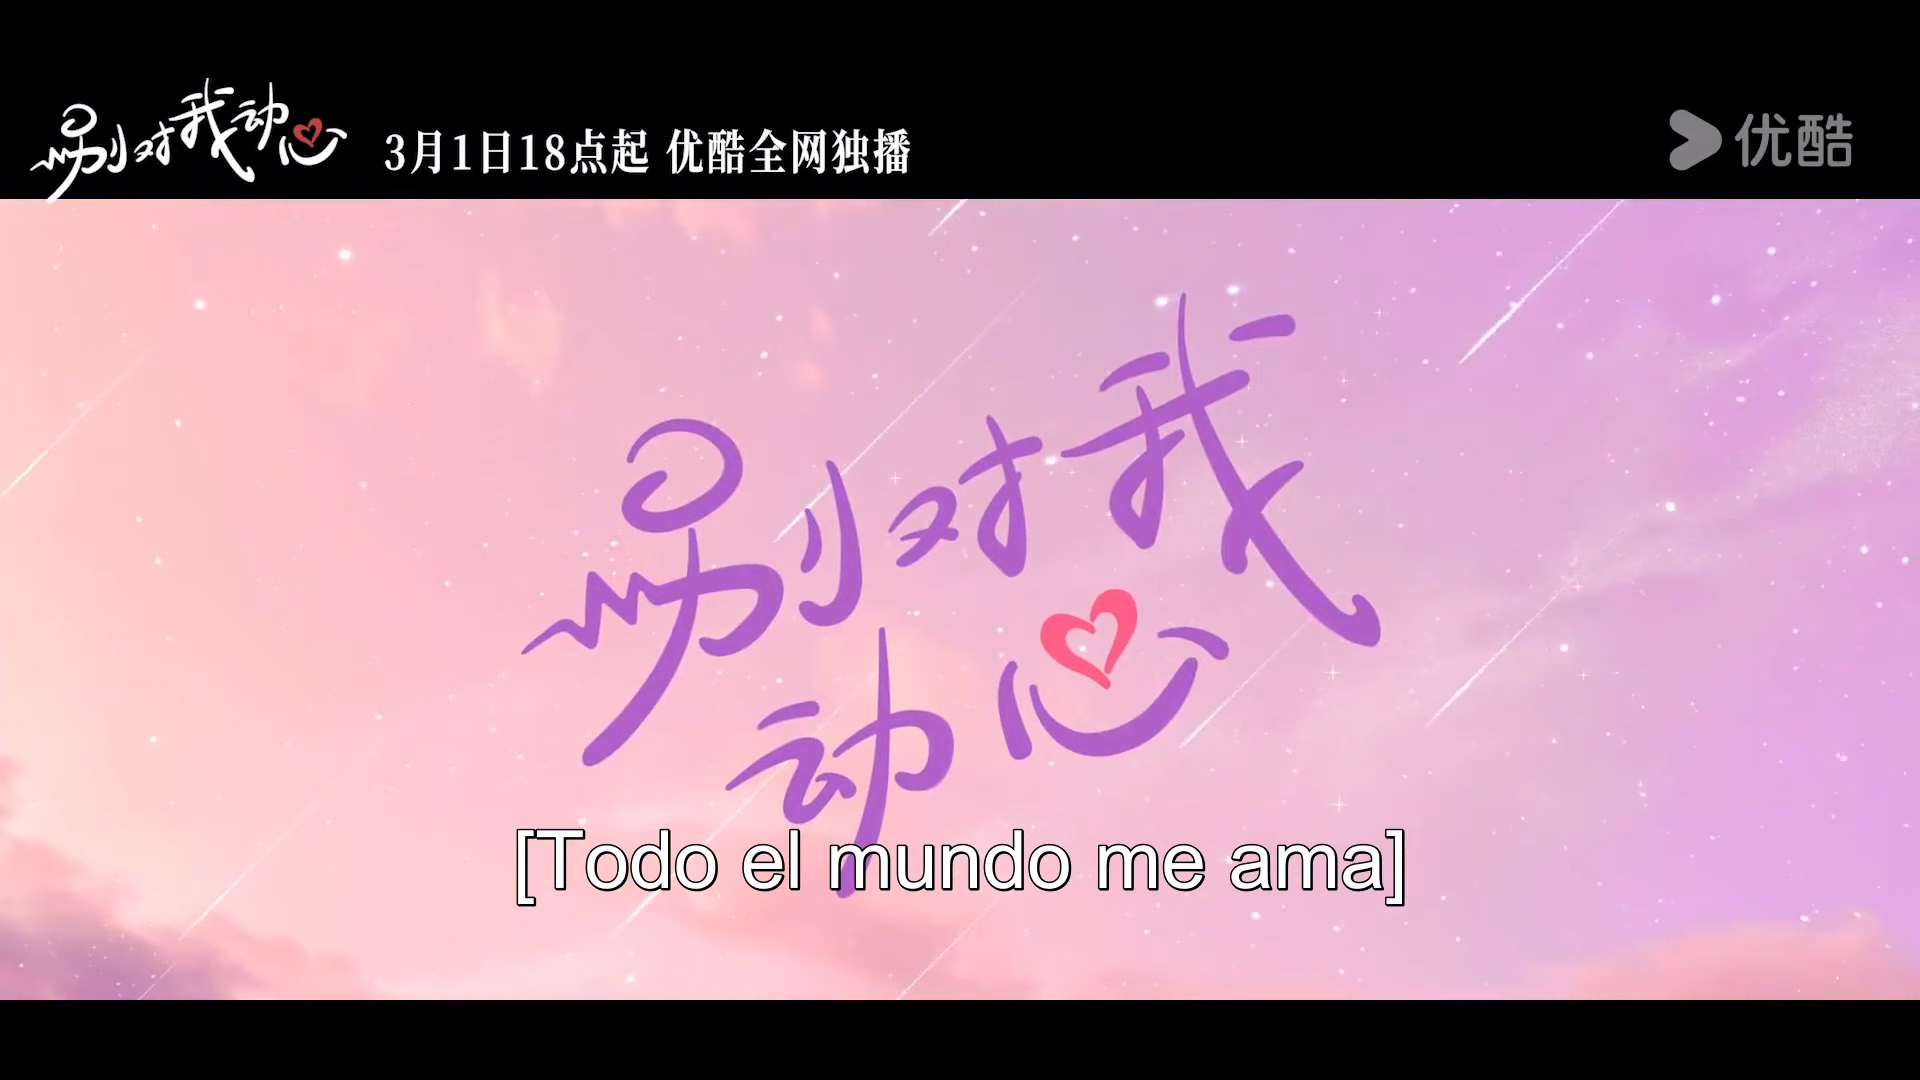 别对我动心
3月1日18点起 优酷全网独播
优酷
别对我
动心
[Todo el mundo me ama]